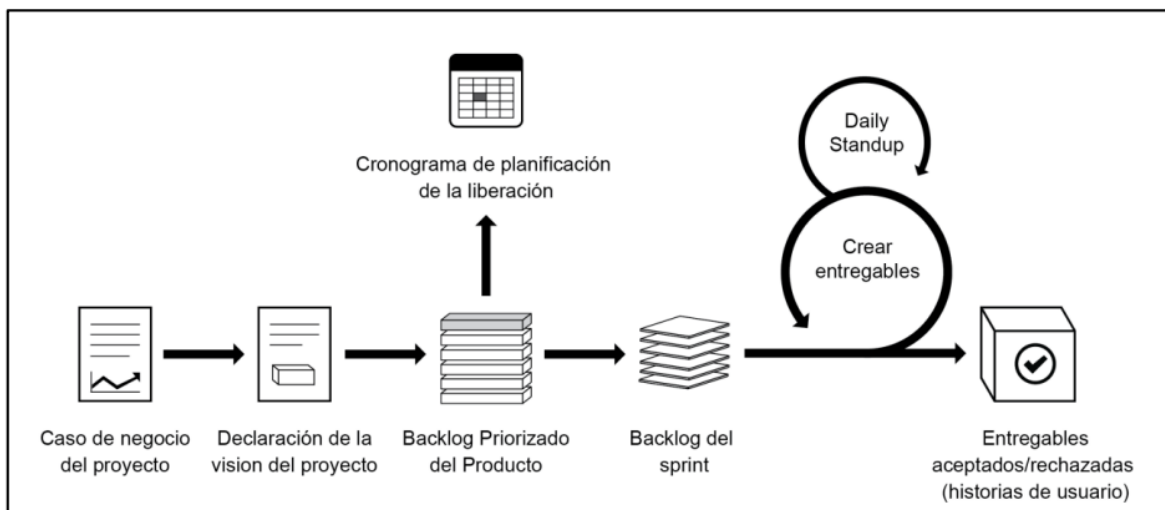 Cronograma de planificación
de la liberación
Daily
Standup
Crear
entregables
Caso de negocio
del proyecto
Declaración de la
vision del proyecto
Backlog Priorizado
del Producto
Backlog del
sprint
Entregables
aceptados/rechazadas
(historias de usuario)